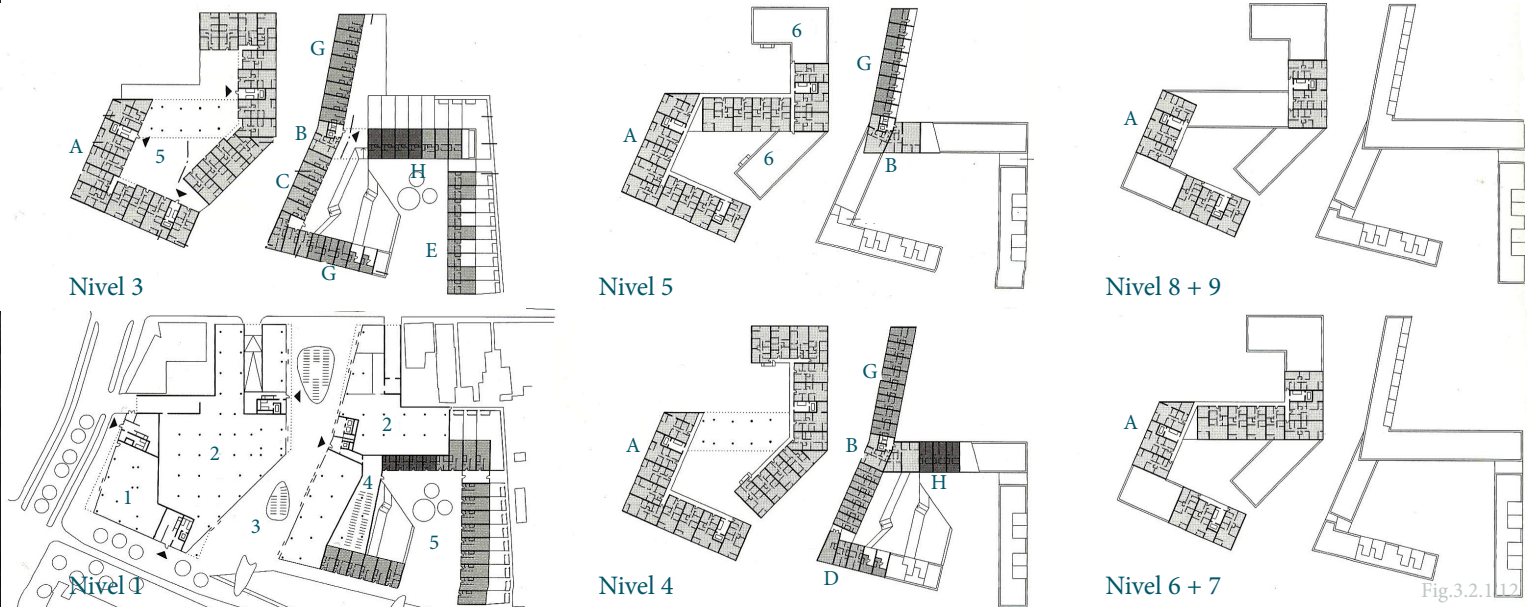 G
A
B
5
C
H
E
G
Nivel 3
6
G
A
6
B
Nivel 5
A
Nivel 8 + 9
2
2
1
4
3
5
Nivel 1
G
A
B
H
D
Nivel 4
A
Nivel 6 + 7
Fig.3.2.1|12